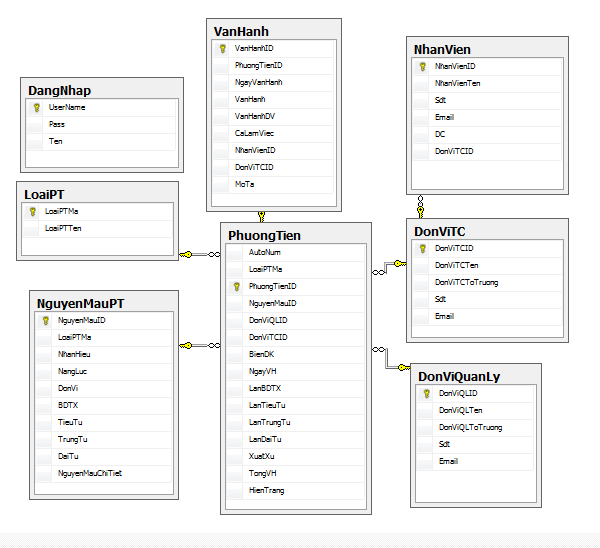 DangNhap
UserName
Pass
Ten
VanHanh
VanHanhID
PhuongTienID
NgayVanHanh
VanHanh
VanHanhDV
CaLamViec
NhanVienID
DonViTCID
MoTa
NhanVien
NhanVienID
NhanVienTen
Sdt
Email
DC
DonViTCID
LoaiPT
LoaiPTMa
LoaiPTTen
PhuongTien
AutoNum
LoaiPTMa
PhuongTienID
NguyenMauID
DonViQLID
DonViTCID
BienDK
NgayVH
LanBDTX
LanTieuTu
LanTrungTu
LanDaiTu
XuatXu
TongVH
HienTrang
DonViTC
DonViTCID
DonViTCTen
DonViTCToTruong
Sdt
Email
NguyenMauPT
NguyenMauID
LoaiPTMa
NhanHieu
NangLuc
DonVi
BDTX
TieuTu
TrungTu
DaiTu
NguyenMauChiTiet
DonViQuanLy
DonViQLID
DonViQLTen
DonViQLToTruong
Sdt
Email